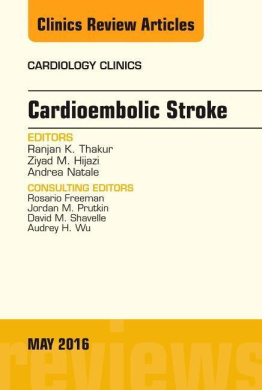 Clinics Review Articles
CARDIOLOGY CLINICS
Cardioembolic Stroke
EDITORS
Ranjan K. Thakur
Ziyad M. Hijazi
Andrea Natale
CONSULTING EDITORS
Rosario Freeman
Jordan M. Prutkin
David M. Shavelle
Audrey H. Wu
MAY 2016
reviews